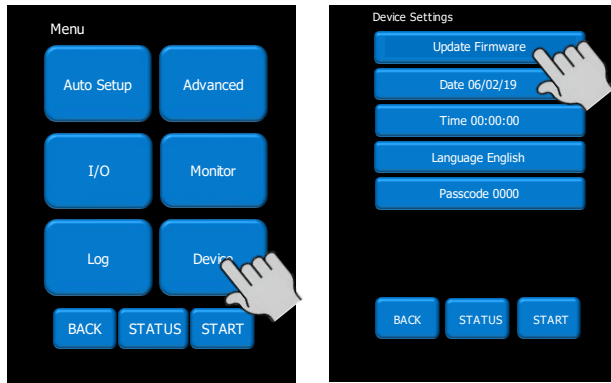 Menu
Auto Setup
Advanced
I/O
Monitor
Log
Device
BACK
STATUS
START
Device Settings
Update Firmware
Date 06/02/19
Time 00:00:00
Language English
Passcode 0000
BACK
STATUS
START